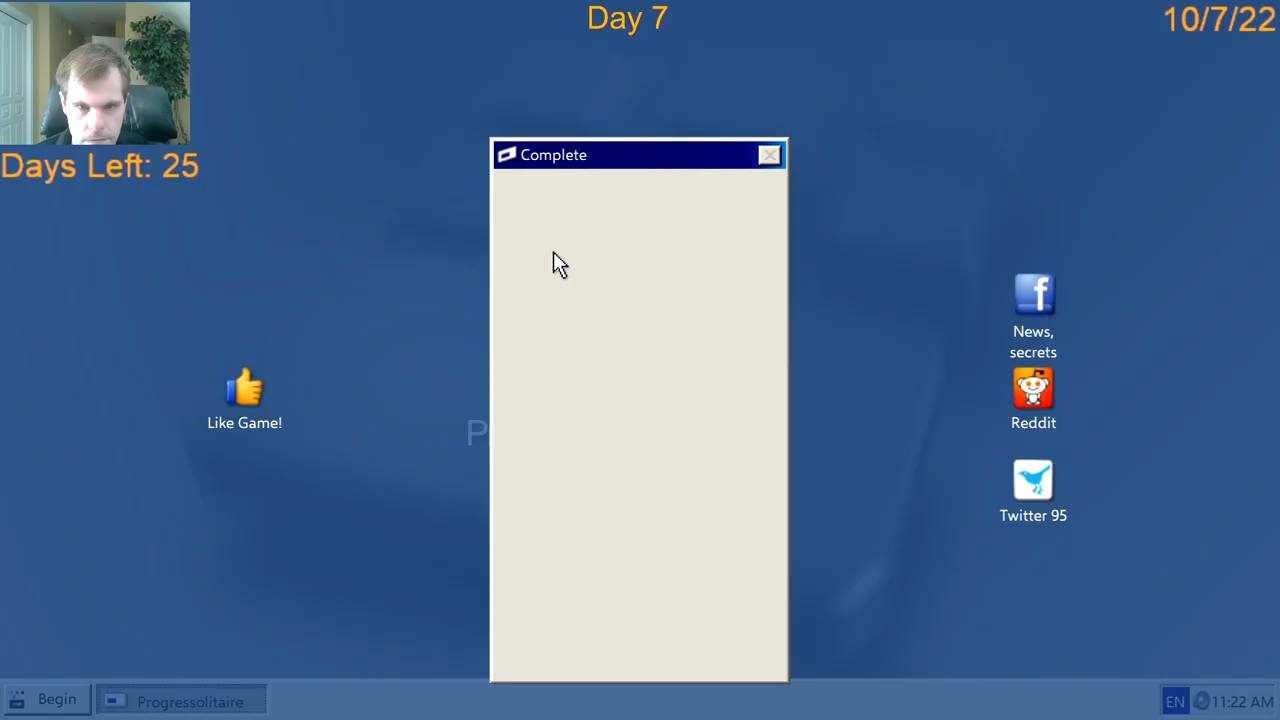 Day 7
10/7/22
Days Left: 25
Complete
News,
secrets
Like Game!
Reddit
P
Twitter 95
Begin
Progressolitaire
EN
11:22 AM